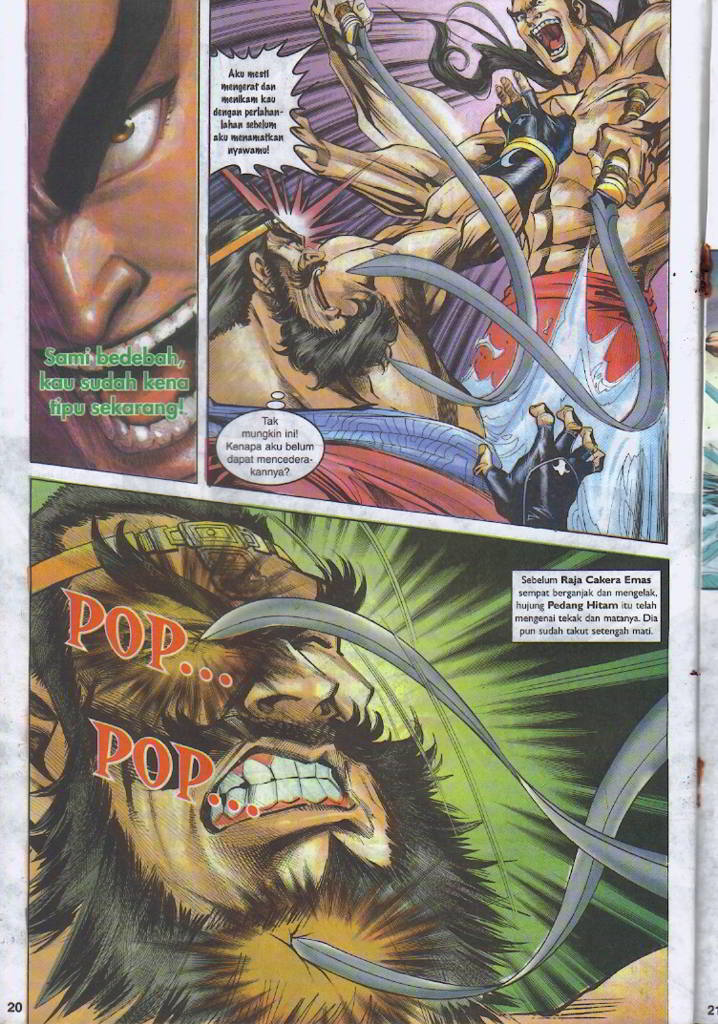 Sami bedebah,
kau sudah kena
tipu sekarang!
Aku mesti
mengerat dan
menikam kau
dengan perlahan-
lahan sebelum
aku menamatkan
nyawamu!
Tak
mungkin ini!
Kenapa aku belum
dapat mencedera-
kannya?
Sebelum Raja Cakera Emas
sempat berganjak dan mengelak,
hujung Pedang Hitam itu telah
mengenai tekak dan matanya. Dia
pun sudah takut setengah mati.
POP...
POP...
20
21